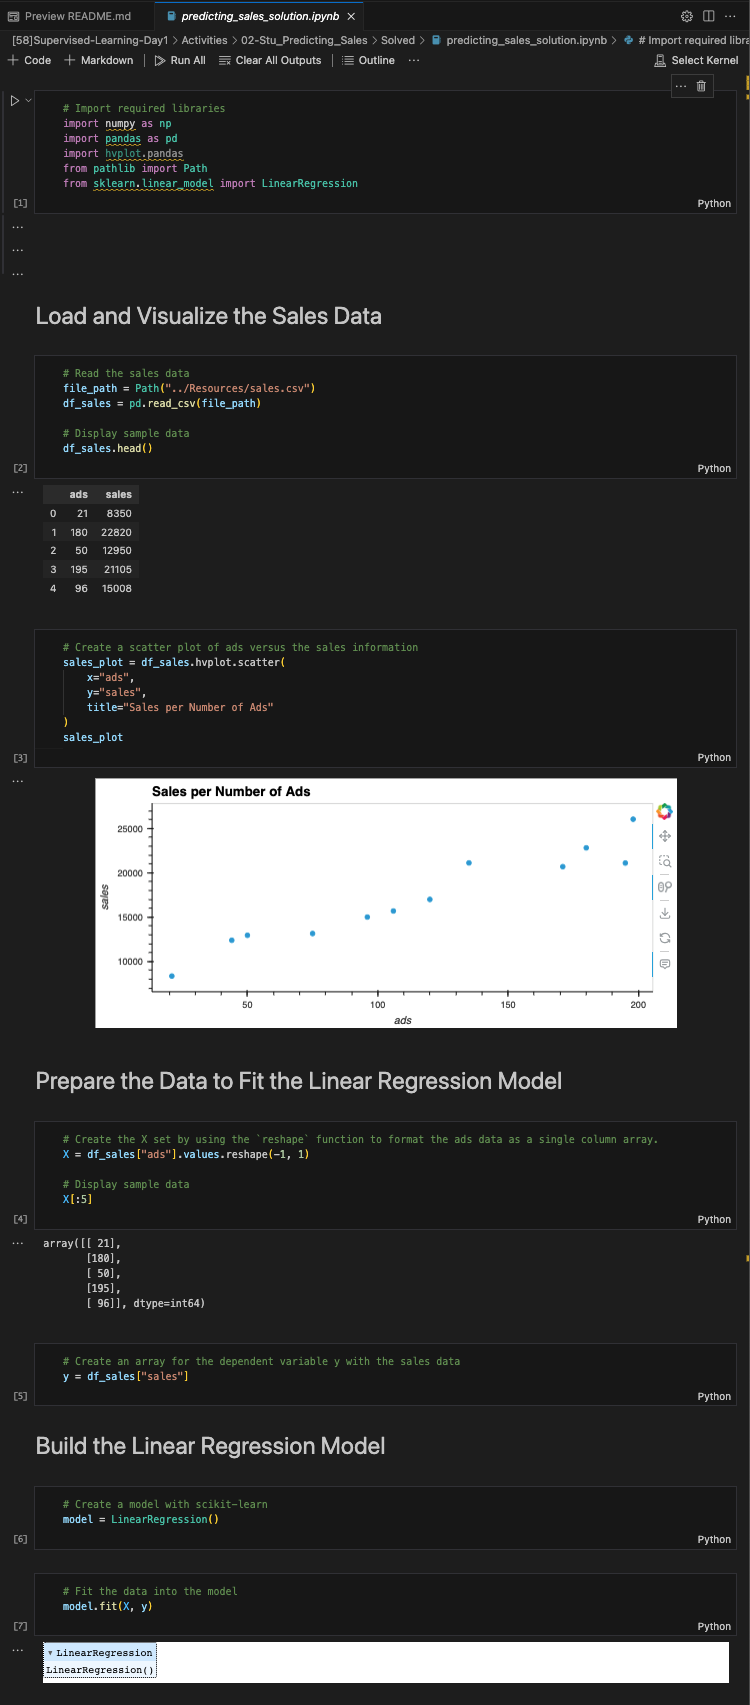 Preview README.md
predicting_sales_solution.ipynb
[58]Supervised-Learning-Day1 > Activities > 02-Stu_Predicting_Sales > Solved > predicting_sales_solution.ipynb > # Import required libra
+ Code + Markdown Run All Clear All Outputs Outline ... Select Kernel
# Import required libraries
import numpy as np
import pandas as pd
import hvplot.pandas
from pathlib import Path
from sklearn.linear_model import LinearRegression
[1] Python
Load and Visualize the Sales Data
# Read the sales data
file_path = Path("../Resources/sales.csv")
df_sales = pd.read_csv(file_path)
# Display sample data
df_sales.head()
[2] Python
ads sales
0 21 8350
1 180 22820
2 50 12950
3 195 21105
4 96 15008
# Create a scatter plot of ads versus the sales information
sales_plot = df_sales.hvplot.scatter(
x="ads",
y="sales",
title="Sales per Number of Ads"
)
sales_plot
[3] Python
Sales per Number of Ads
25000
20000
15000
10000
sales
50 100 150 200
ads
Prepare the Data to Fit the Linear Regression Model
# Create the X set by using the `reshape` function to format the ads data as a single column array.
X = df_sales["ads"].values.reshape(-1, 1)
# Display sample data
X[:5]
[4] Python
array([[ 21],
[180],
[ 50],
[195],
[ 96]], dtype=int64)
# Create an array for the dependent variable y with the sales data
y = df_sales["sales"]
[5] Python
Build the Linear Regression Model
# Create a model with scikit-learn
model = LinearRegression()
[6] Python
# Fit the data into the model
model.fit(X, y)
[7] Python
▾ LinearRegression
LinearRegression()